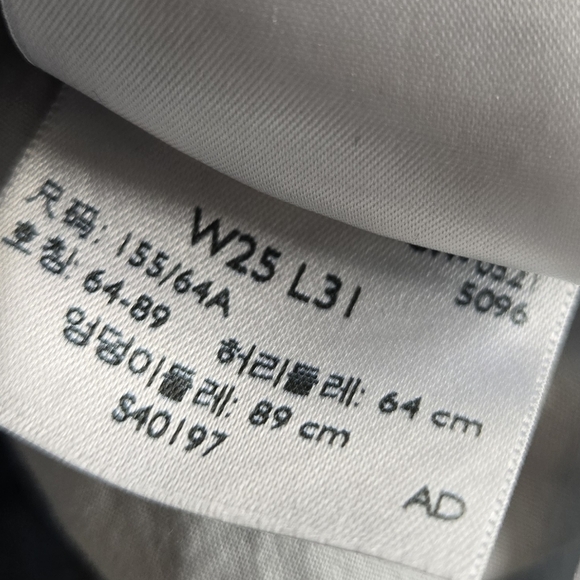 W25 L31
5096
尺码: 155/64A
호칭: 64-89
허리둘레: 64 cm
엉덩이둘레: 89 cm
S40197
AD